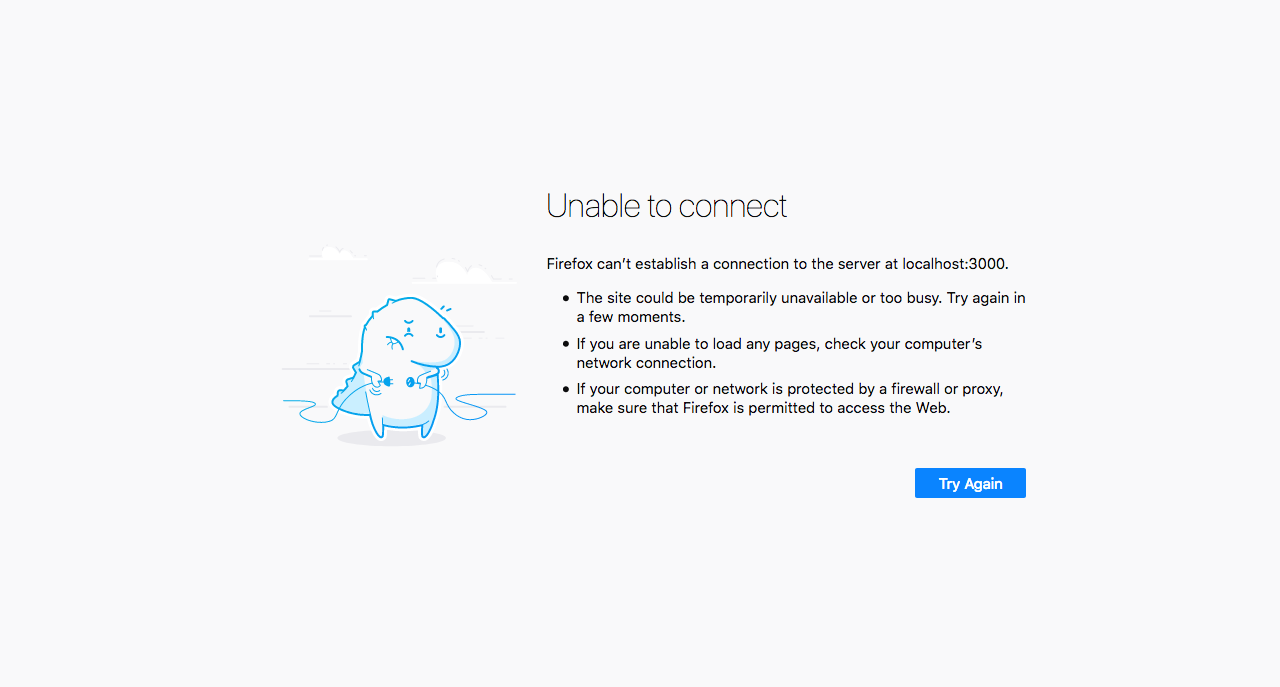 Unable to connect
Firefox can’t establish a connection to the server at localhost:3000.
• The site could be temporarily unavailable or too busy. Try again in
a few moments.
• If you are unable to load any pages, check your computer’s
network connection.
• If your computer or network is protected by a firewall or proxy,
make sure that Firefox is permitted to access the Web.
Try Again